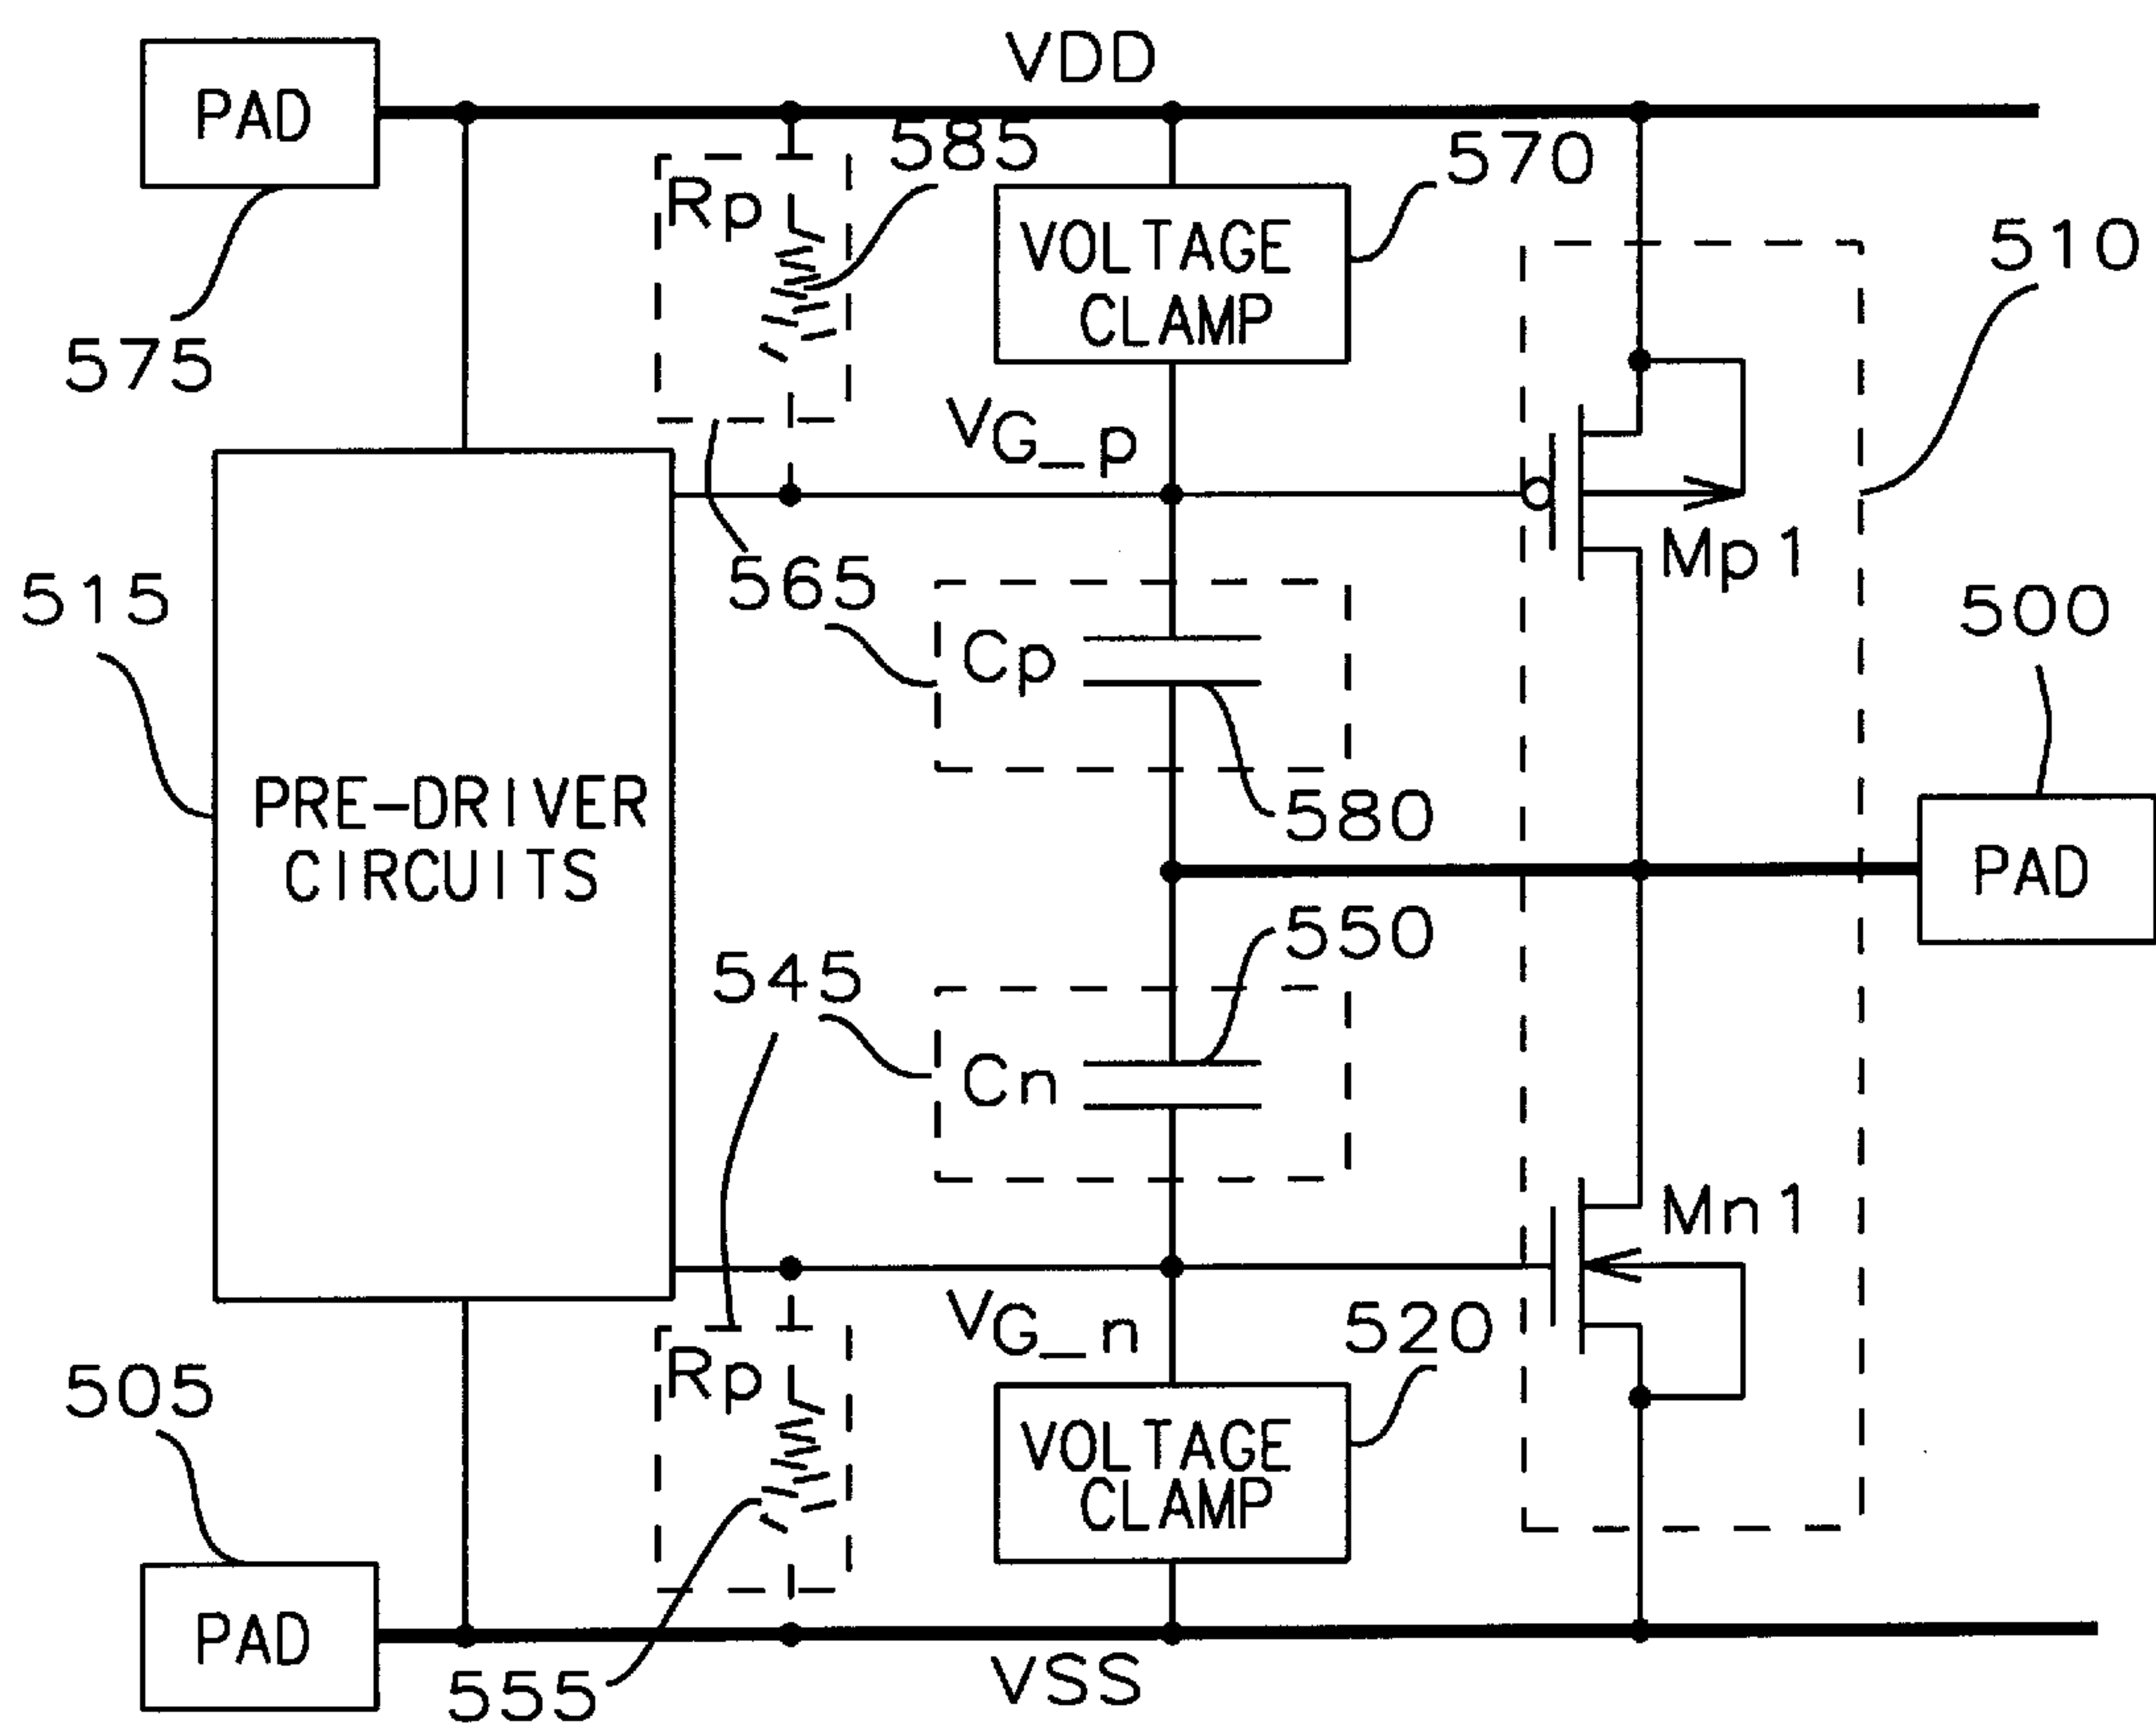 VDD
PAD
585
570
Rp
VOLTAGE
CLAMP
510
575
VG_p
Mp1
565
515
500
Cp
PRE-DRIVER
CIRCUITS
580
PAD
550
545
Cn
Mn1
VG_n
520
Rp
505
VOLTAGE
CLAMP
PAD
555
VSS